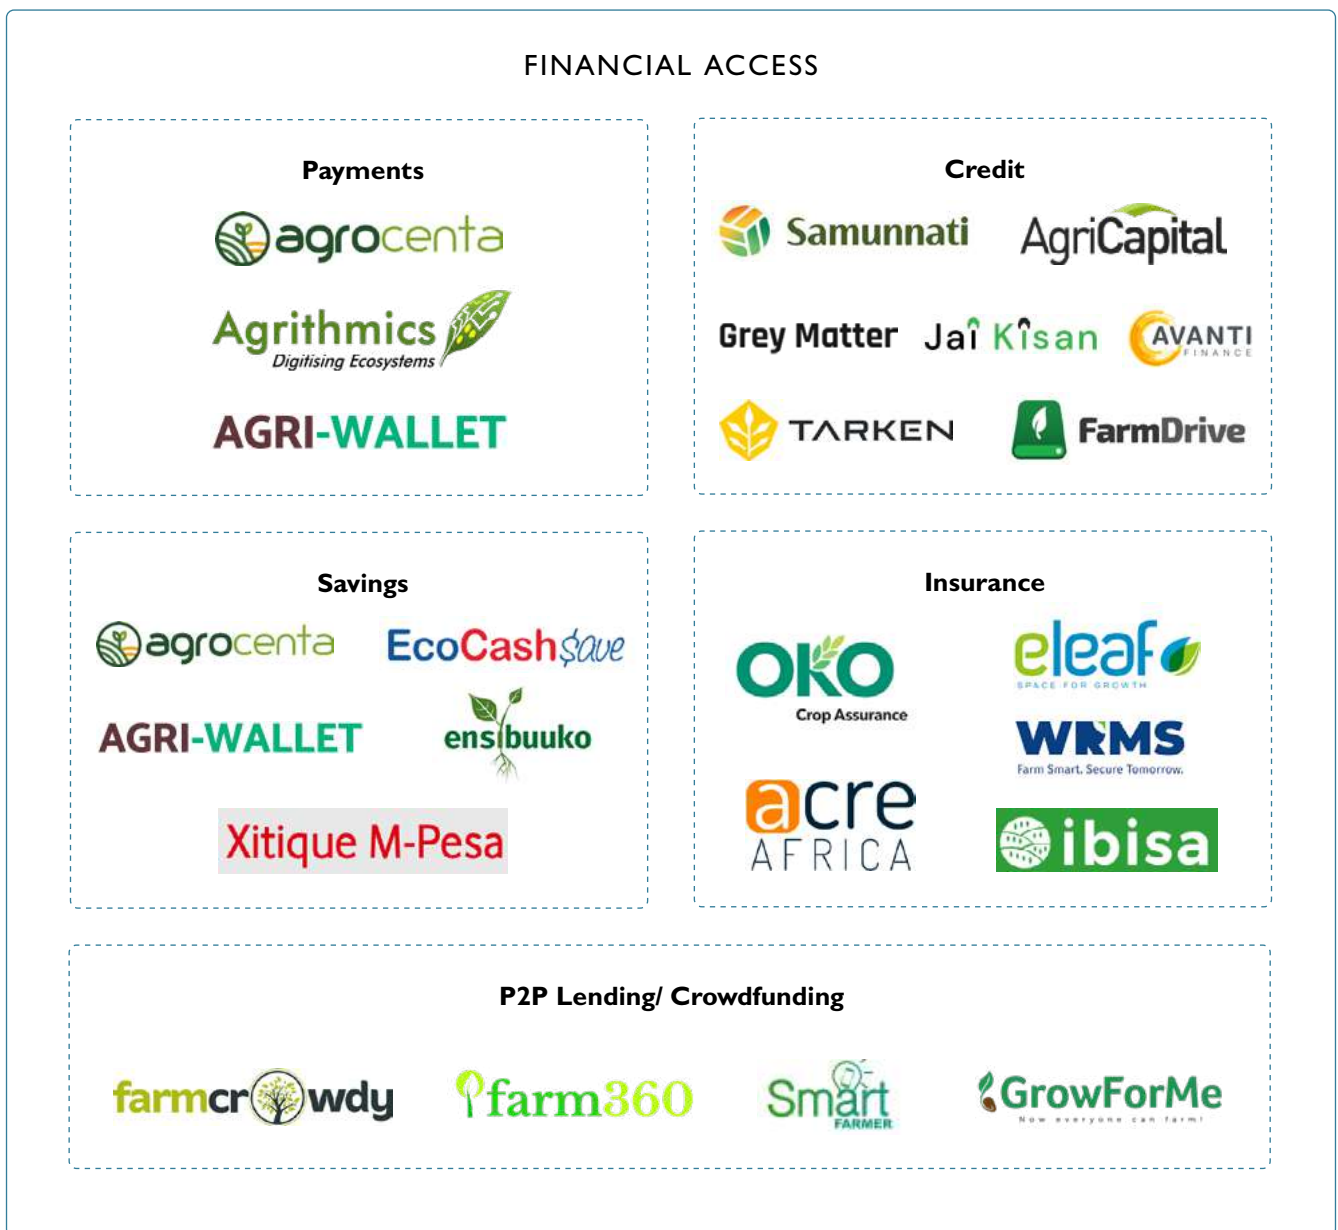 FINANCIAL ACCESS
Payments
agrocenta
Agrithmics
Digitising Ecosystems
AGRI-WALLET
Credit
Samunnati
AgriCapital
Grey Matter
Jai Kisan
AVANTI
FINANCE
TARKEN
FarmDrive
Savings
agrocenta
EcoCash $ave
AGRI-WALLET
ensibuuko
Xitique M-Pesa
Insurance
OKO
Crop Assurance
eleaf
SPACE FOR GROWTH
WRMS
Farm Smart. Secure Tomorrow.
acre
AFRICA
ibisa
P2P Lending/ Crowdfunding
farmcrowdy
farm360
Smart
FARMER
GrowForMe
Now everyone can farm!